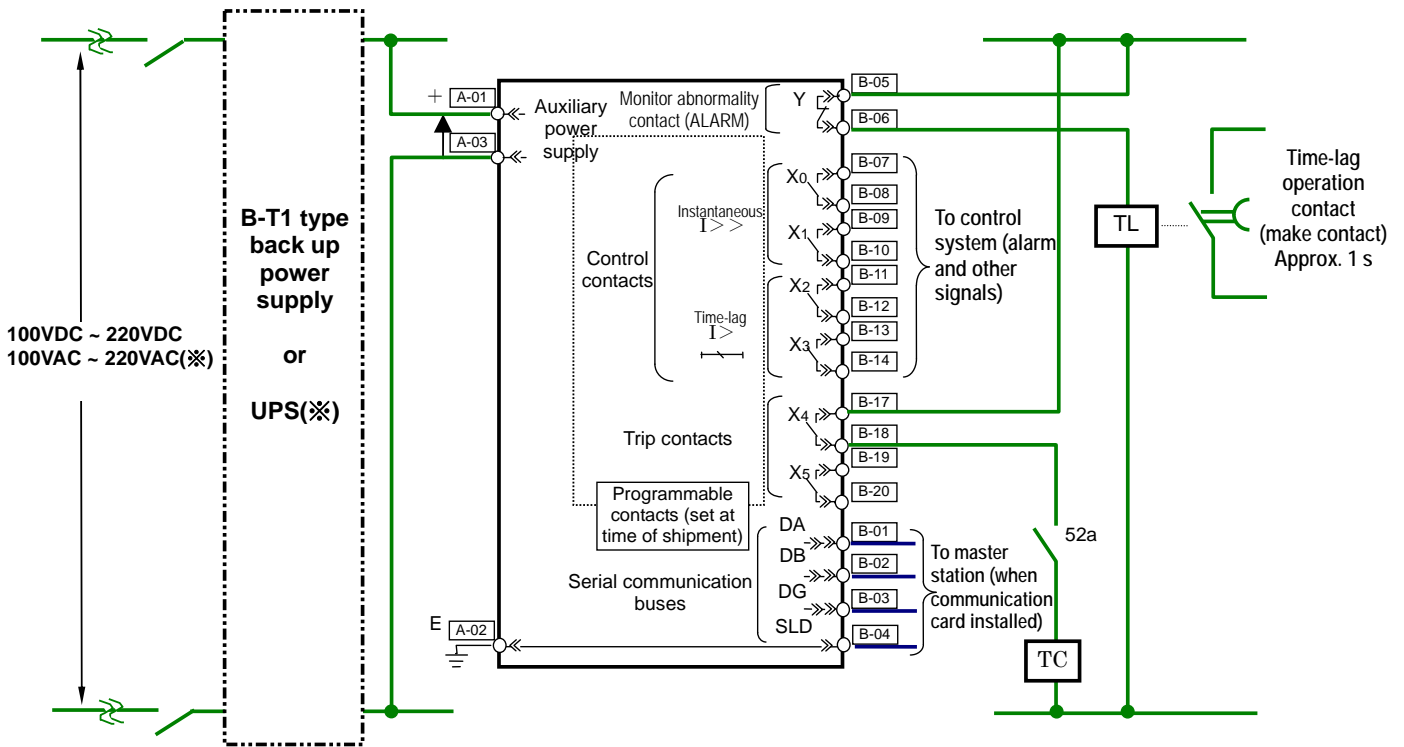 100VDC ~ 220VDC
100VAC ~ 220VAC(※)
B-T1 type
back up
power
supply
or
UPS(※)
+
A-01
A-03
Auxiliary
power
supply
E
A-02
Monitor abnormality
contact (ALARM)
Control
contacts
Instantaneous
I>>
Time-lag
I>
Trip contacts
Programmable
contacts (set at
time of shipment)
Serial communication
buses
Y
X0
X1
X2
X3
X4
X5
DA
DB
DG
SLD
B-05
B-06
B-07
B-08
B-09
B-10
B-11
B-12
B-13
B-14
B-17
B-18
B-19
B-20
B-01
B-02
B-03
B-04
To control
system (alarm
and other
signals)
To master
station (when
communication
card installed)
TL
Time-lag
operation
contact
(make contact)
Approx. 1 s
52a
TC